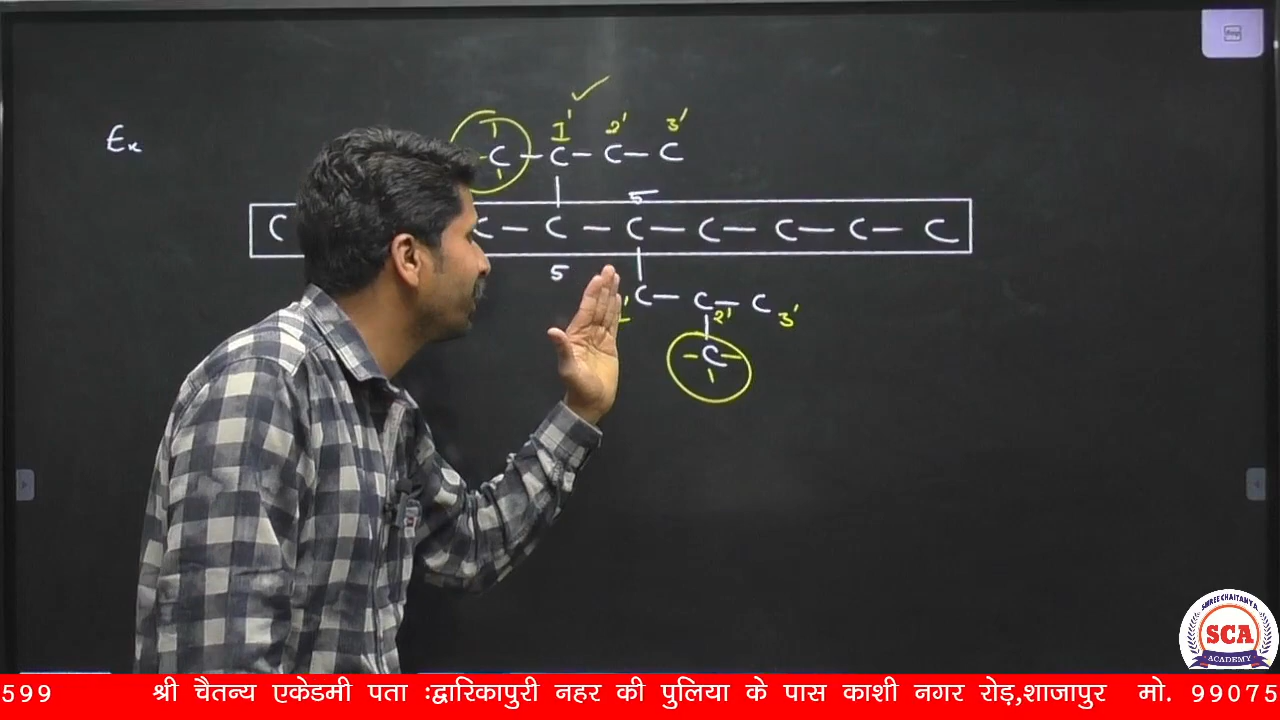 Ex
1' 2' 3'
C – C – C – C
5
C C – C – C – C – C – C – C
5
C – C – C
2' 3'
C
SHREE CHAITANYA
SCA
ACADEMY
599 श्री चैतन्य एकेडमी पता :द्वारिकापुरी नहर की पुलिया के पास काशी नगर रोड़,शाजापुर मो. 99075